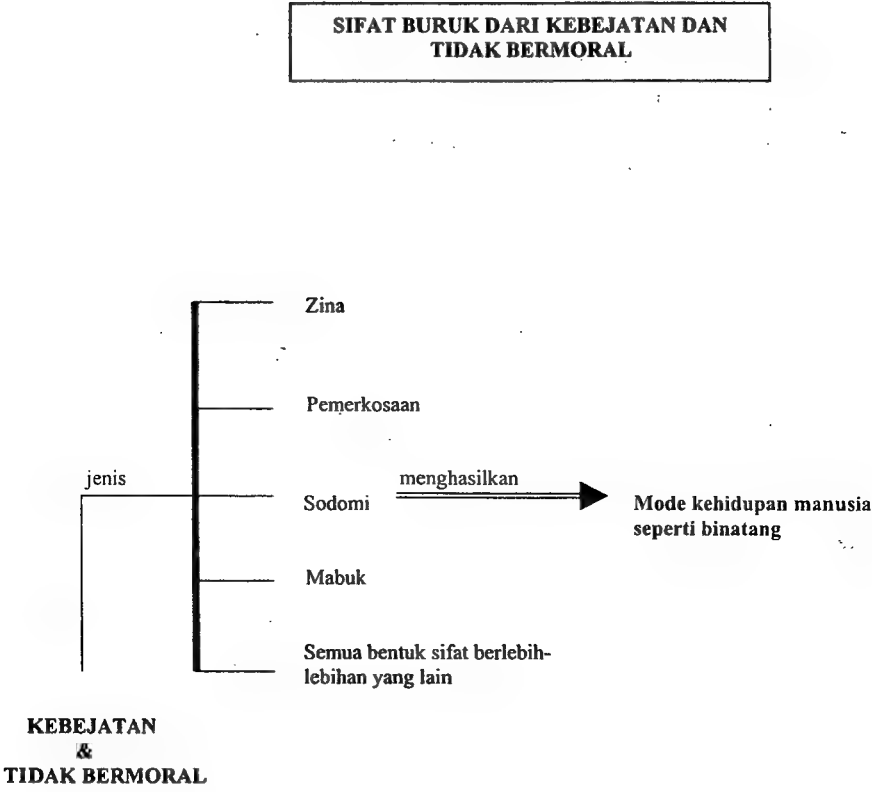 SIFAT BURUK DARI KEBEJATAN DAN
TIDAK BERMORAL
Zina
Pemerkosaan
jenis
menghasilkan
Sodomi
Mode kehidupan manusia
seperti binatang
Mabuk
Semua bentuk sifat berlebih-
lebihan yang lain
KEBEJATAN
&
TIDAK BERMORAL